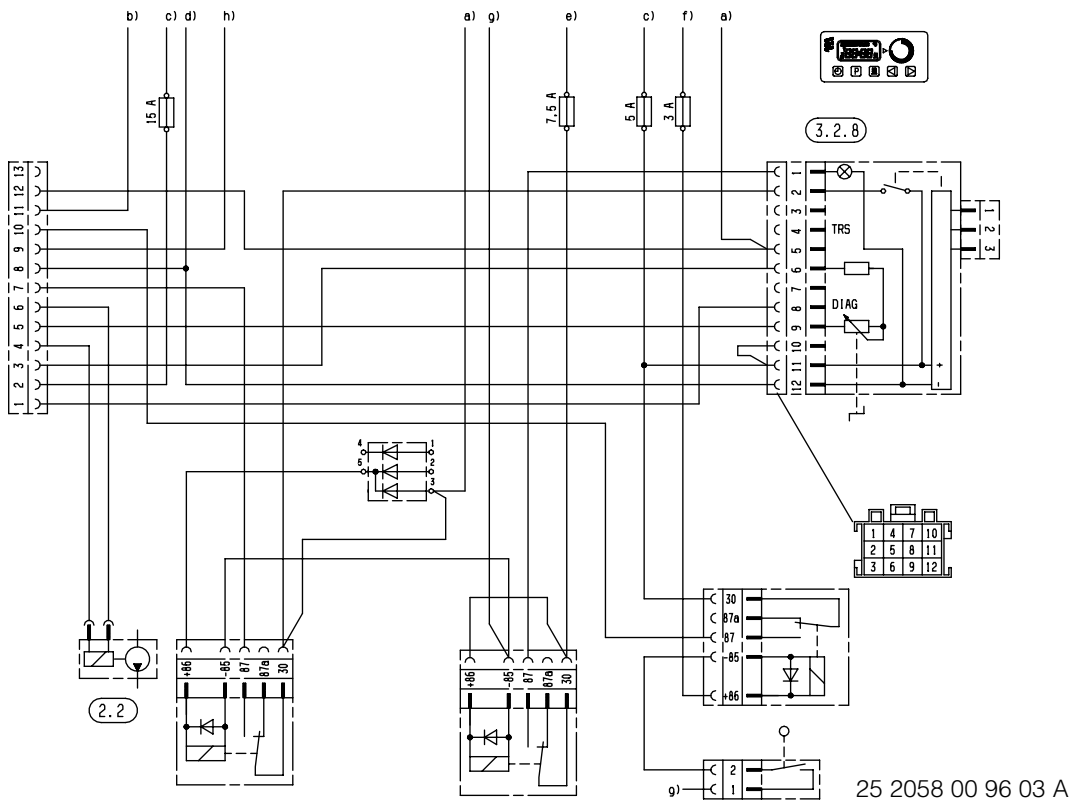 b) c) d) h) a) g) e) c) f) a)
15 A
7.5 A
5 A
3 A
3.2.8
P
13
12
11
10
9
8
7
6
5
4
3
2
1
1
2
3
4 TRS
5
6
7
8 DIAG
9
10
11 +
12 -
1
2
3
4 1
5 2
3
1 4 7 10
2 5 8 11
3 6 9 12
30
87a
87
-85
+86
+86 -85 87 87a 30
+86 -85 87 87a 30
2.2
2
g) 1
25 2058 00 96 03 A